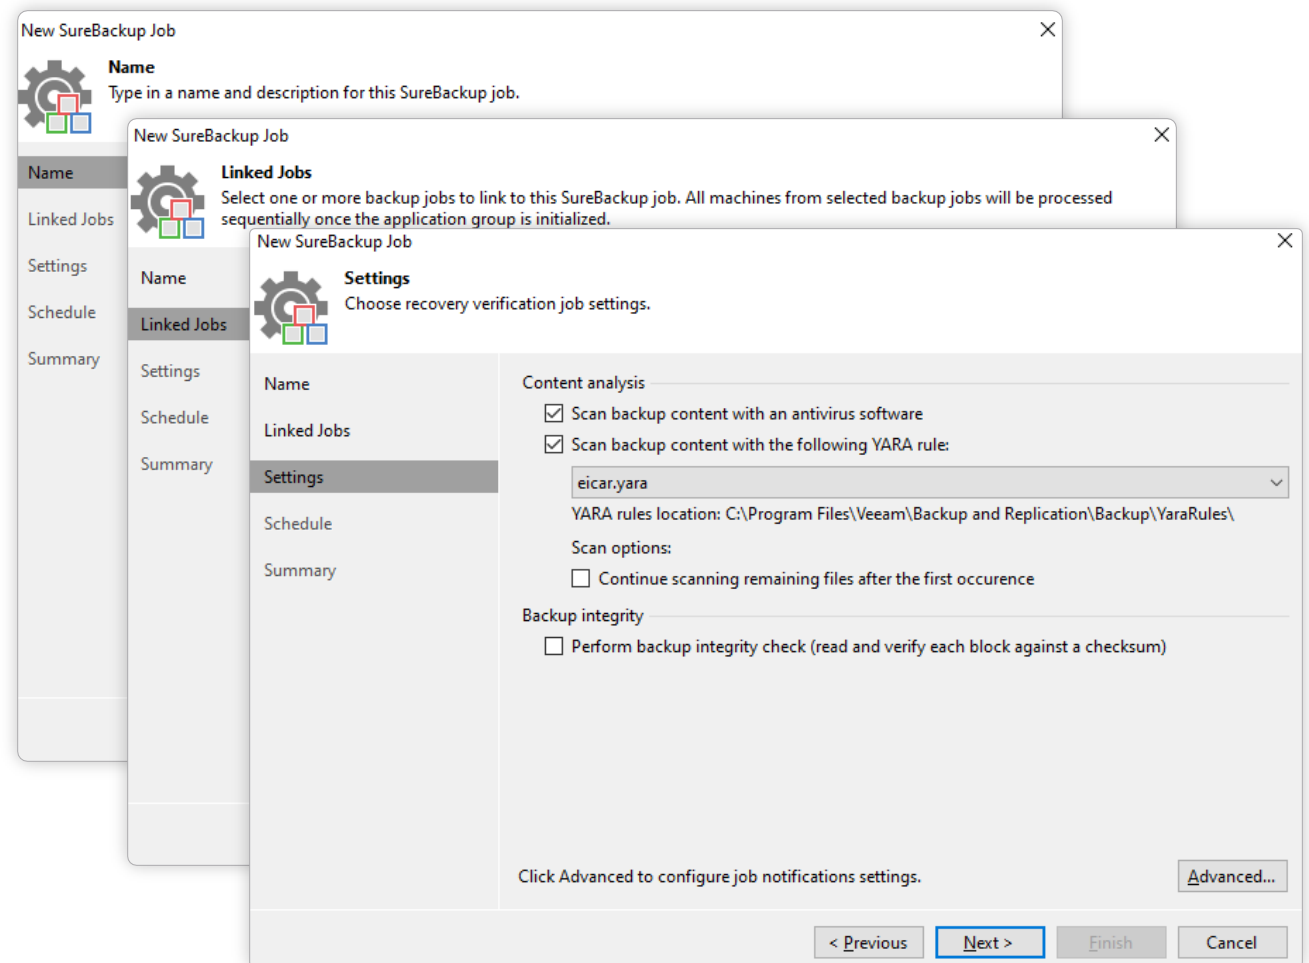 New SureBackup Job
Name
Type in a name and description for this SureBackup job.
Name
Linked Jobs
Settings
Schedule
Summary
New SureBackup Job
Linked Jobs
Select one or more backup jobs to link to this SureBackup job. All machines from selected backup jobs will be processed
sequentially once the application group is initialized.
Name
Linked Jobs
Settings
Schedule
Summary
New SureBackup Job
Settings
Choose recovery verification job settings.
Name
Linked Jobs
Settings
Schedule
Summary
Content analysis
Scan backup content with an antivirus software
Scan backup content with the following YARA rule:
eicar.yara
YARA rules location: C:\Program Files\Veeam\Backup and Replication\Backup\YaraRules\
Scan options:
Continue scanning remaining files after the first occurence
Backup integrity
Perform backup integrity check (read and verify each block against a checksum)
Click Advanced to configure job notifications settings.
Advanced...
< Previous
Next >
Finish
Cancel